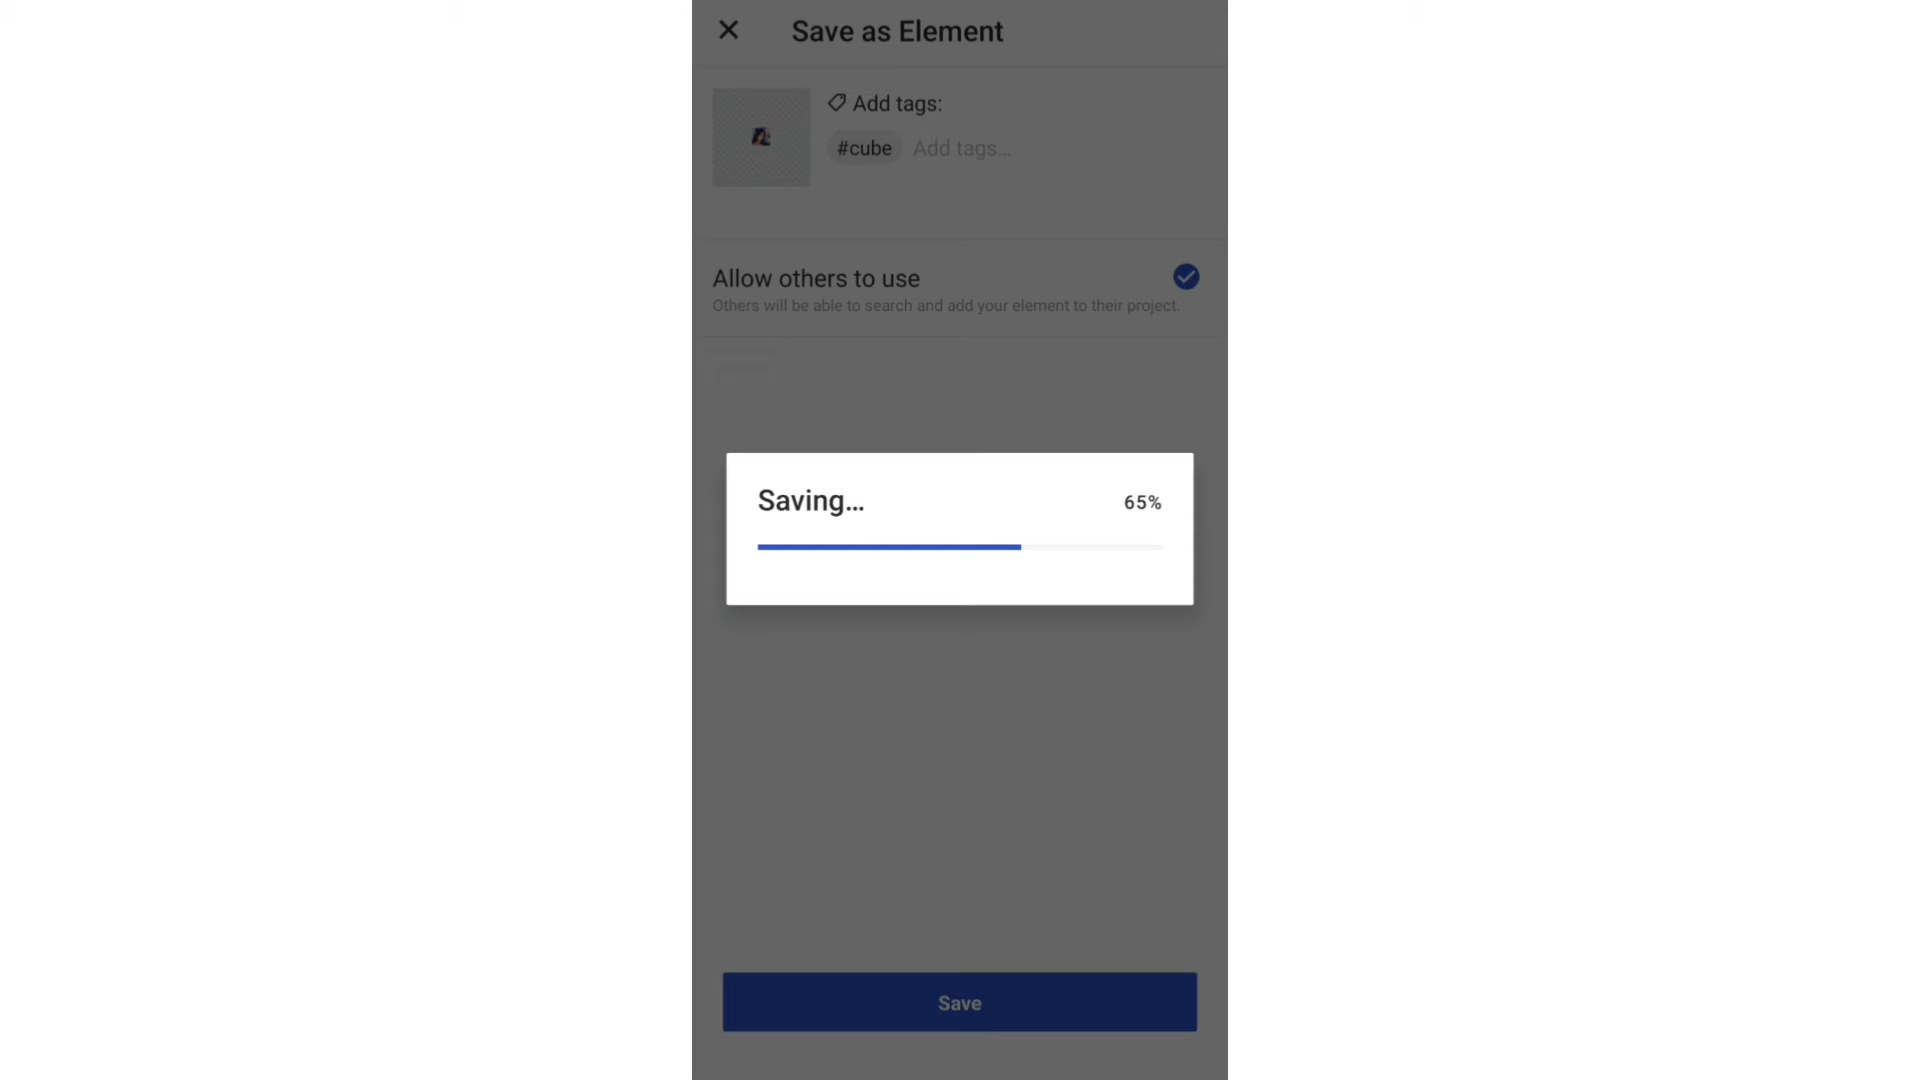 Save as Element
Add tags:
#cube Add tags...
Allow others to use
Others will be able to search and add your element to their project.
Saving... 65%
Save